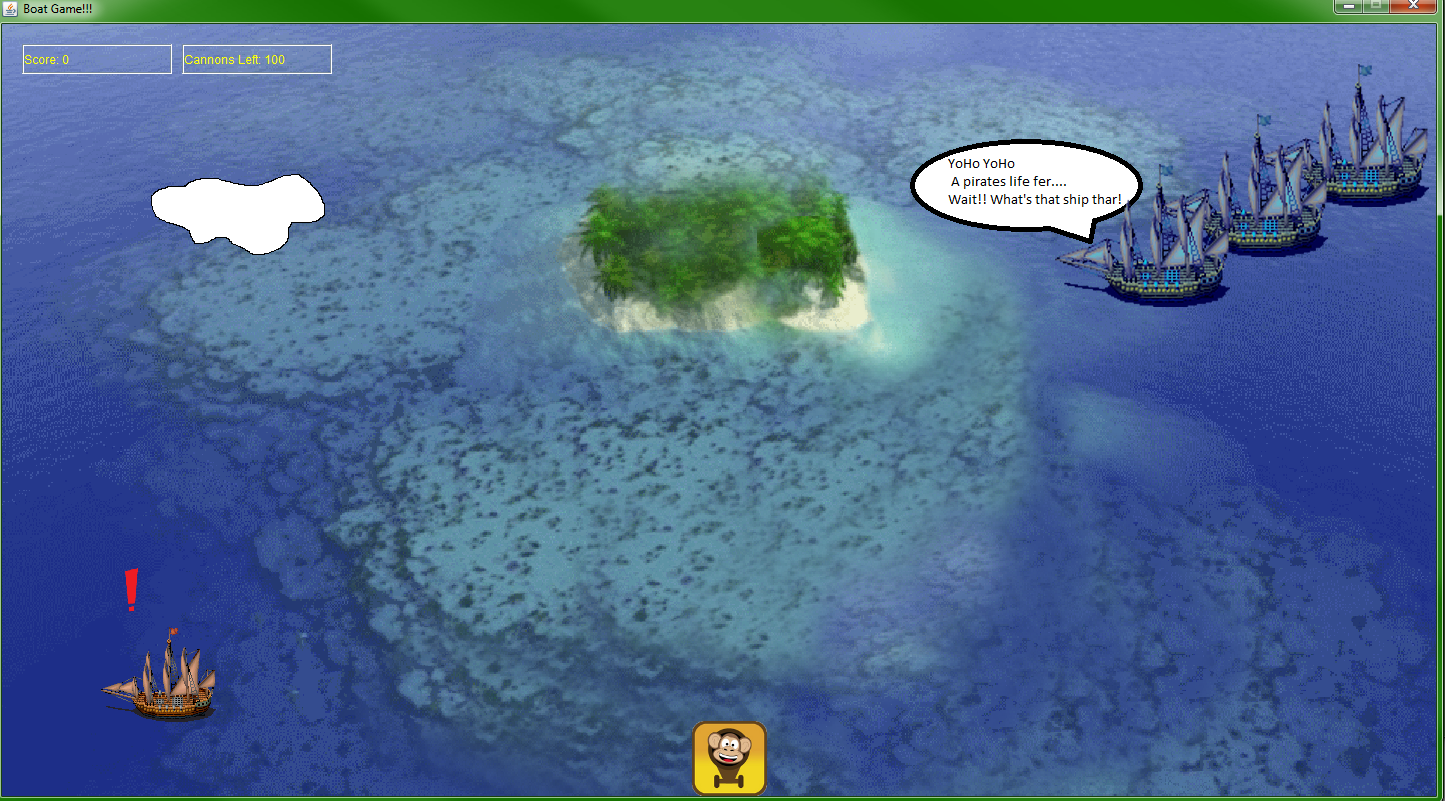 Boat Game!!!
Score: 0
Cannons Left: 100
YoHo YoHo
A pirates life fer....
Wait!! What's that ship thar!
!